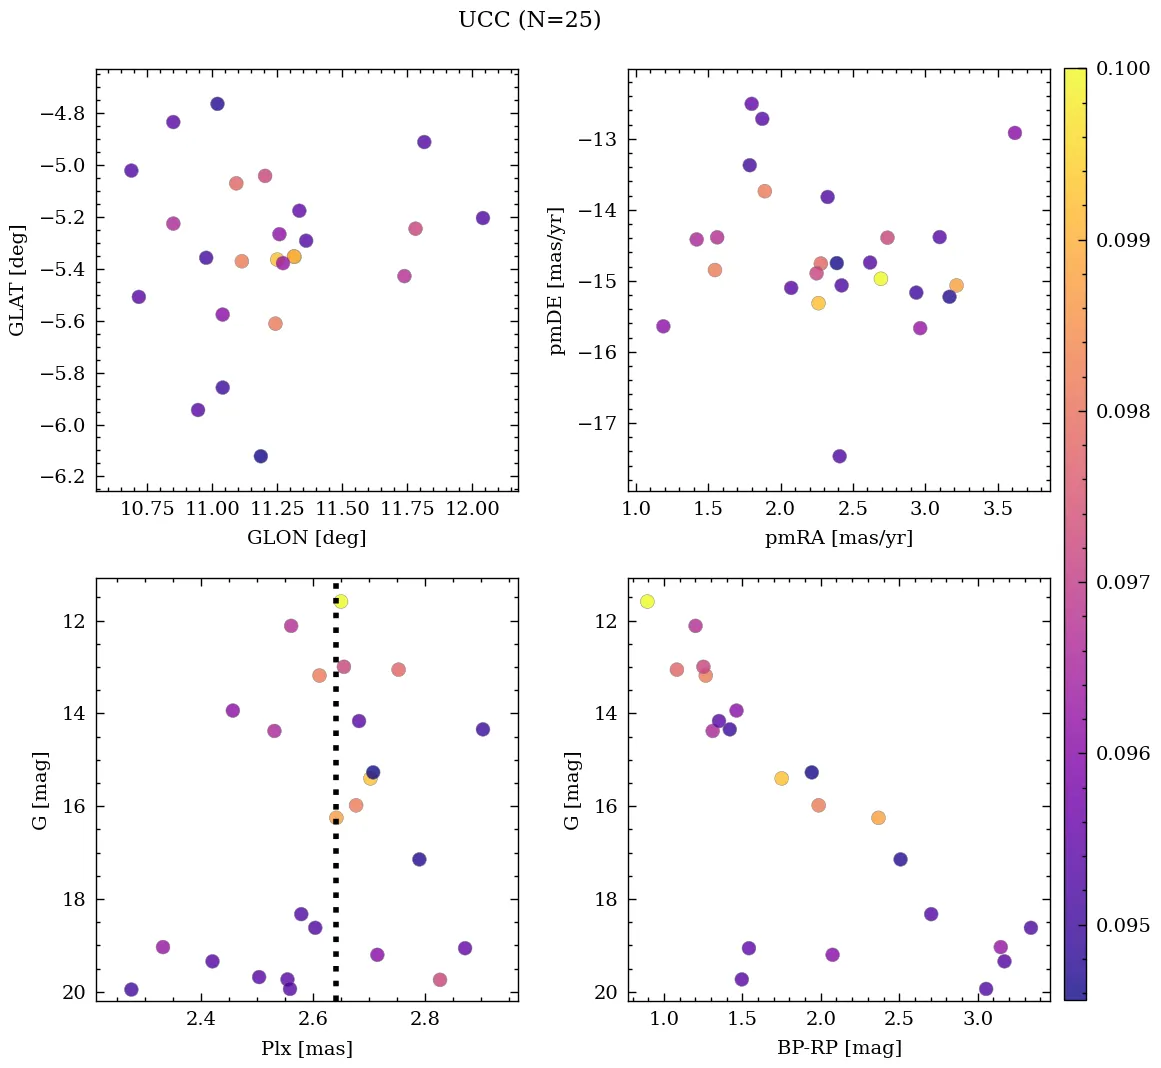 UCC (N=25)
−4.8
−5.0
−5.2
−5.4
−5.6
−5.8
−6.0
−6.2
GLAT [deg]
10.75 11.00 11.25 11.50 11.75 12.00
GLON [deg]
−13
−14
−15
−16
−17
pmDE [mas/yr]
1.0 1.5 2.0 2.5 3.0 3.5
pmRA [mas/yr]
0.100
0.099
0.098
0.097
0.096
0.095
12
14
16
18
20
G [mag]
2.4 2.6 2.8
Plx [mas]
12
14
16
18
20
G [mag]
1.0 1.5 2.0 2.5 3.0
BP-RP [mag]